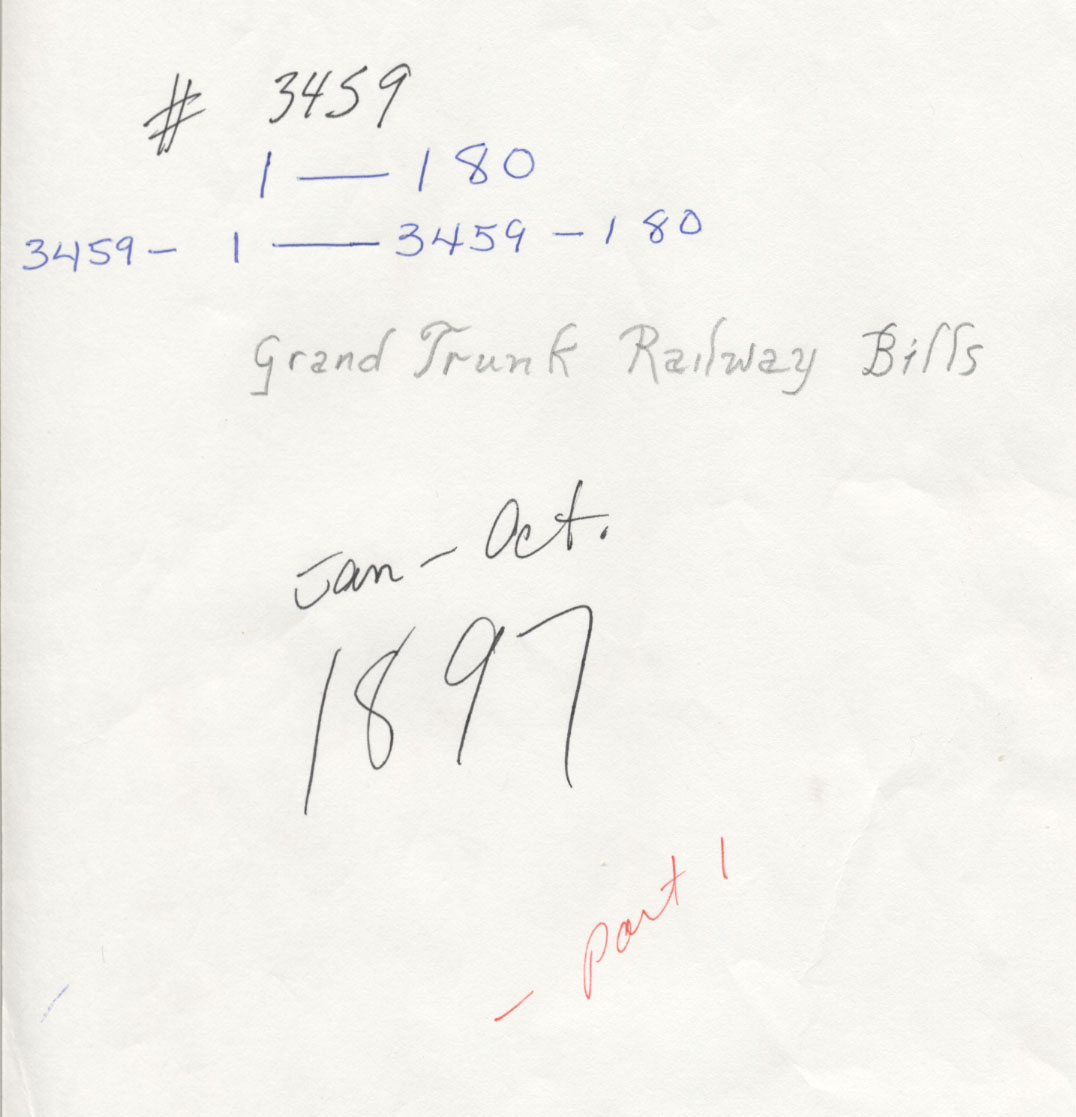 # 3459
1 — 180
3459 - 1 — 3459 - 180
Grand Trunk Railway Bills
Jan - Oct.
1897
- part 1